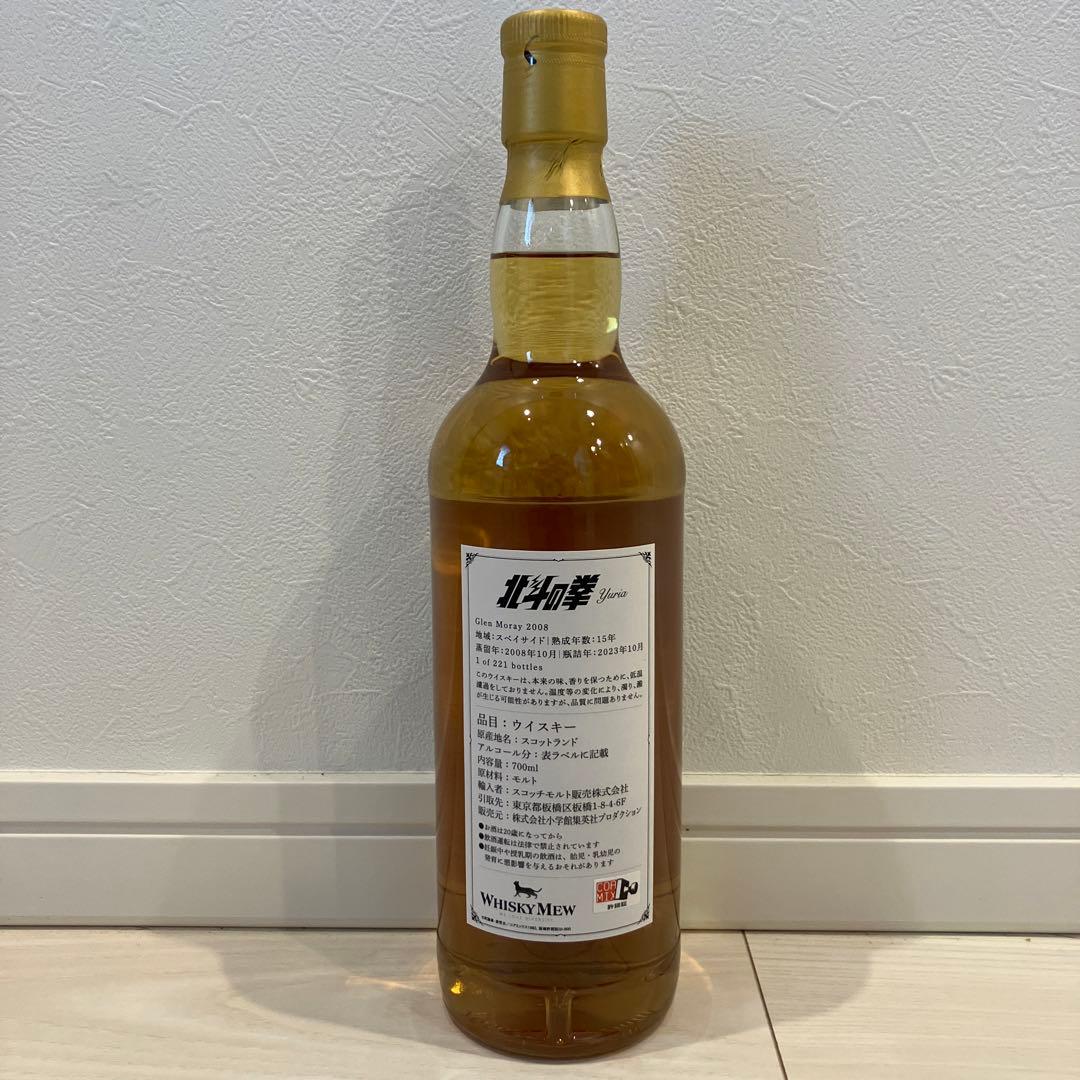 北斗の拳 Yuria
Glen Moray 2008
地域：スペイサイド｜熟成年数：15年
蒸留年：2008年10月｜瓶詰年：2023年10月
1 of 221 bottles
このウイスキーは、本来の味、香りを保つために、低温
濾過をしておりません。温度等の変化により、濁り、澱
が生じる可能性がありますが、品質に問題ありません。
品目：ウイスキー
原産地名：スコットランド
アルコール分：表ラベルに記載
内容量：700ml
原材料：モルト
輸入者：スコッチモルト販売株式会社
引取先：東京都板橋区板橋1-8-4-6F
販売元：株式会社小学館集英社プロダクション
●お酒は20歳になってから
●飲酒運転は法律で禁止されています
●妊娠中や授乳期の飲酒は、胎児・乳幼児の
発育に悪影響を与えるおそれがあります
WHISKY MEW
WE LOVE DIVERSITY
COA
MIX
許諾証